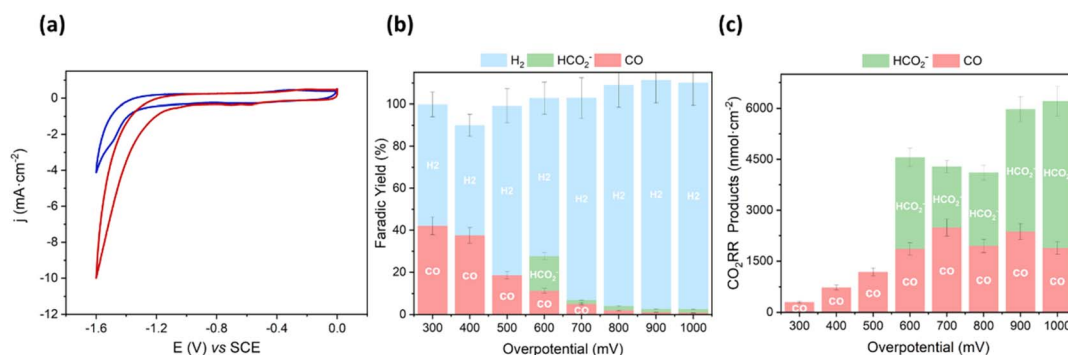 (a)
j (mA·cm⁻²)
0
-2
-4
-6
-8
-10
-12
-1.6
-1.2
-0.8
-0.4
0.0
E (V) vs SCE
(b)
H₂ HCO₂⁻ CO
Faradic Yield (%)
100
80
60
40
20
0
H2
H2
H2
H2
H2
H2
H2
H2
HCO₂⁻
CO
CO
CO
CO
CO
300 400 500 600 700 800 900 1000
Overpotential (mV)
(c)
HCO₂⁻ CO
CO₂RR Products (nmol·cm⁻²)
6000
4500
3000
1500
0
HCO₂⁻
HCO₂⁻
HCO₂⁻
HCO₂⁻
HCO₂⁻
CO
CO
CO
CO
CO
CO
CO
CO
300 400 500 600 700 800 900 1000
Overpotential (mV)